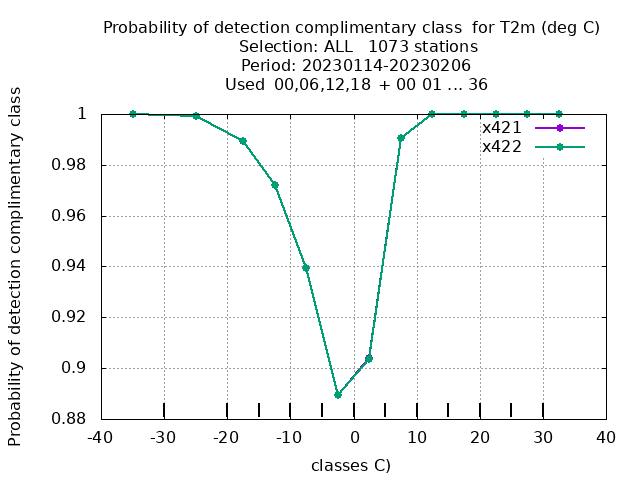 Probability of detection complimentary class  for T2m (deg C)
Selection: ALL   1073 stations
Period: 20230114-20230206
Used  00,06,12,18  + 00 01 ... 36
Probability of detection complimentary class
1
0.98
0.96
0.94
0.92
0.9
0.88
x421
x422
-40 -30 -20 -10 0 10 20 30 40
classes C)